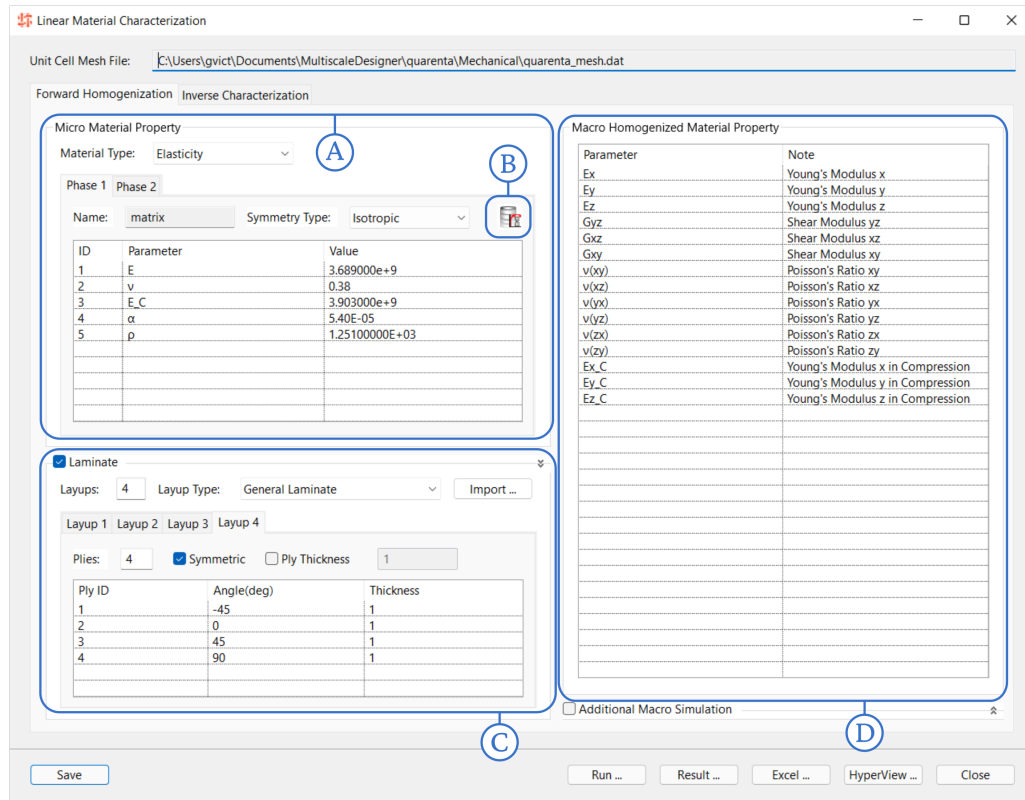 Linear Material Characterization
Unit Cell Mesh File: C:\Users\gvict\Documents\MultiscaleDesigner\quarenta\Mechanical\quarenta_mesh.dat
Forward Homogenization Inverse Characterization
Micro Material Property
A
Material Type: Elasticity
B
Phase 1 Phase 2
Name: matrix Symmetry Type: Isotropic
ID Parameter Value
1 E 3.689000e+9
2 ν 0.38
3 E_C 3.903000e+9
4 α 5.40E-05
5 ρ 1.25100000E+03
Laminate
Layups: 4 Layup Type: General Laminate Import ...
Layup 1 Layup 2 Layup 3 Layup 4
Plies: 4 Symmetric Ply Thickness 1
Ply ID Angle(deg) Thickness
1 -45 1
2 0 1
3 45 1
4 90 1
C
Macro Homogenized Material Property
Parameter Note
Ex Young's Modulus x
Ey Young's Modulus y
Ez Young's Modulus z
Gyz Shear Modulus yz
Gxz Shear Modulus xz
Gxy Shear Modulus xy
ν(xy) Poisson's Ratio xy
ν(xz) Poisson's Ratio xz
ν(yx) Poisson's Ratio yx
ν(yz) Poisson's Ratio yz
ν(zx) Poisson's Ratio zx
ν(zy) Poisson's Ratio zy
Ex_C Young's Modulus x in Compression
Ey_C Young's Modulus y in Compression
Ez_C Young's Modulus z in Compression
Additional Macro Simulation
D
Save Run ... Result ... Excel ... HyperView ... Close